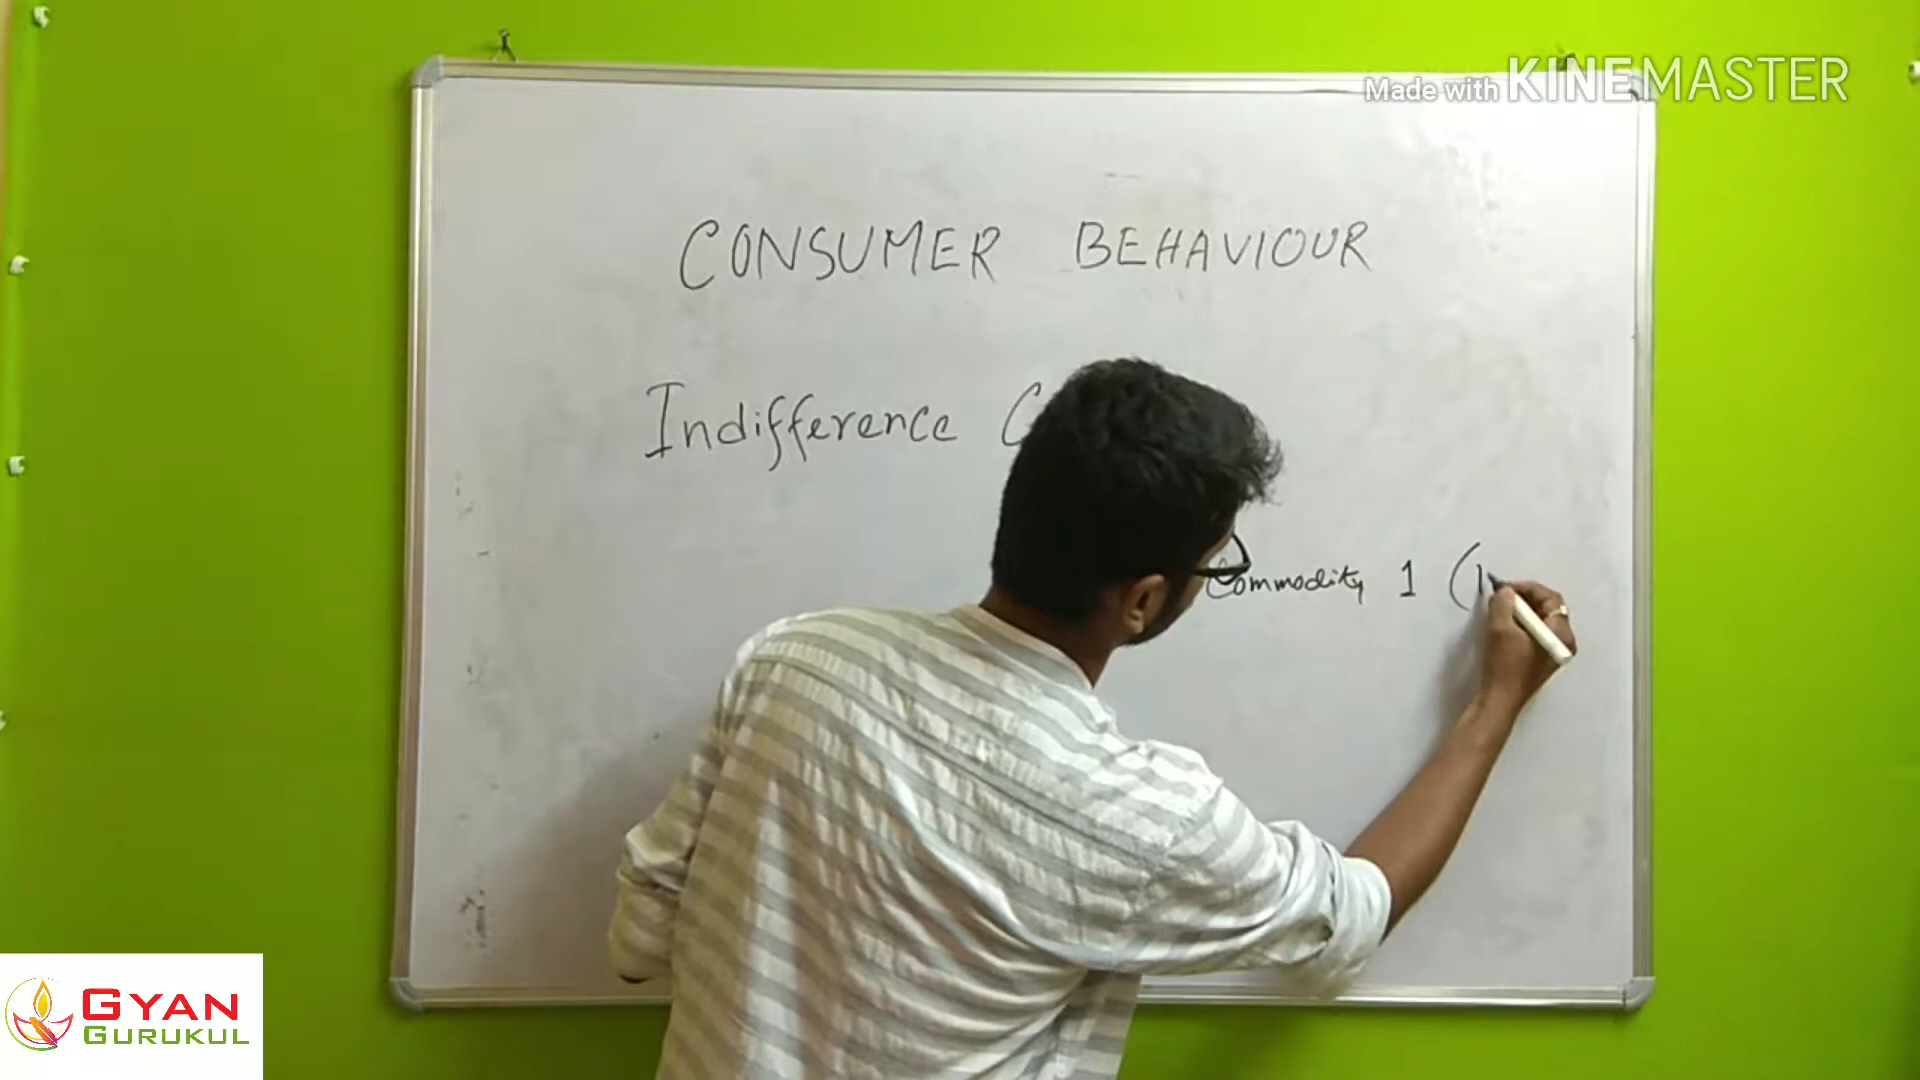 Made with KINEMASTER
CONSUMER BEHAVIOUR
Indifference C
Commodity 1 (
GYAN
GURUKUL